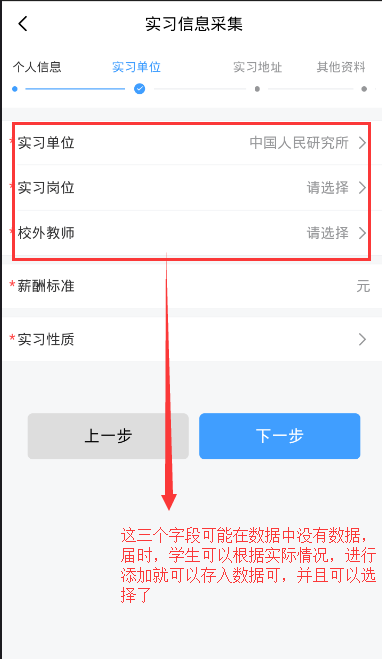 实习信息采集
个人信息 实习单位 实习地址 其他资料
*实习单位 中国人民研究所
*实习岗位 请选择
*校外教师 请选择
*薪酬标准 元
*实习性质
上一步 下一步
这三个字段可能在数据中没有数据，
届时，学生可以根据实际情况，进行
添加就可以存入数据可，并且可以选
择了